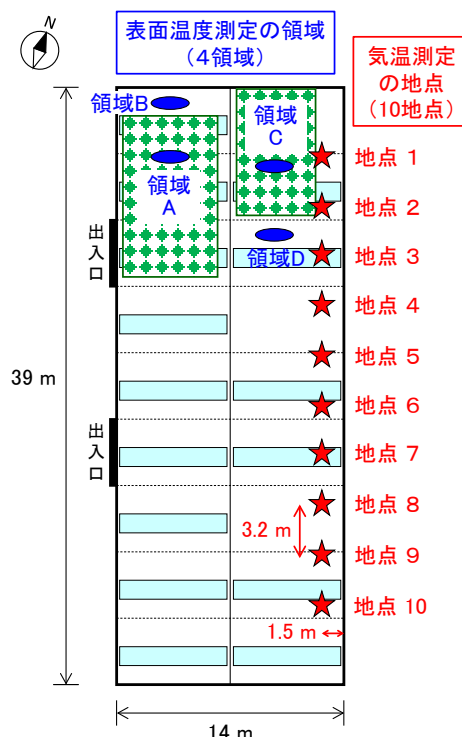 N
表面温度測定の領域
（4領域）
気温測定
の地点
（10地点）
領域B
領域
C
領域
A
領域D
地点 1
地点 2
地点 3
地点 4
地点 5
地点 6
地点 7
地点 8
地点 9
地点 10
出入口
出入口
39 m
3.2 m
1.5 m
14 m